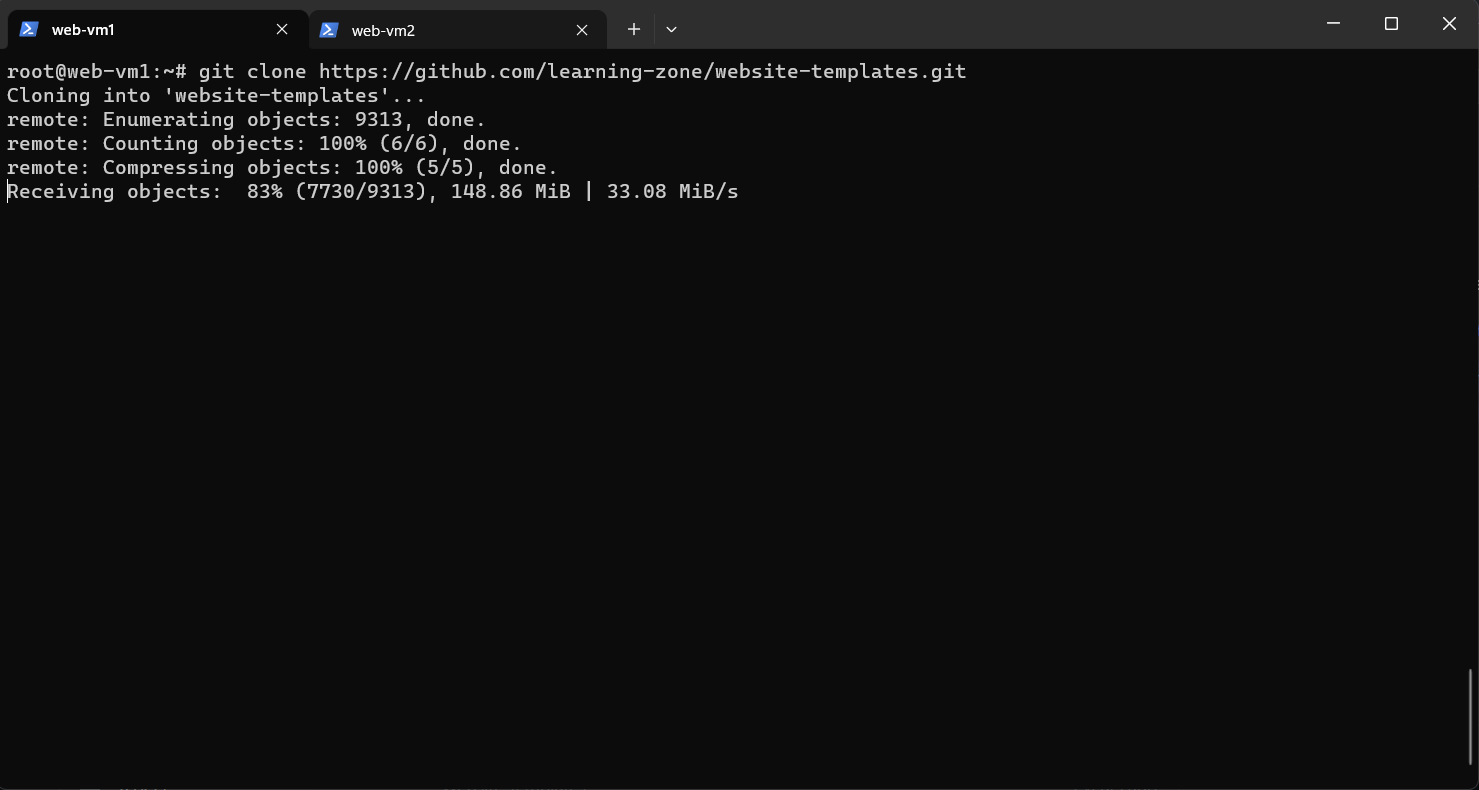 web-vm1
web-vm2
root@web-vm1:~# git clone https://github.com/learning-zone/website-templates.git
Cloning into 'website-templates'...
remote: Enumerating objects: 9313, done.
remote: Counting objects: 100% (6/6), done.
remote: Compressing objects: 100% (5/5), done.
Receiving objects:  83% (7730/9313), 148.86 MiB | 33.08 MiB/s